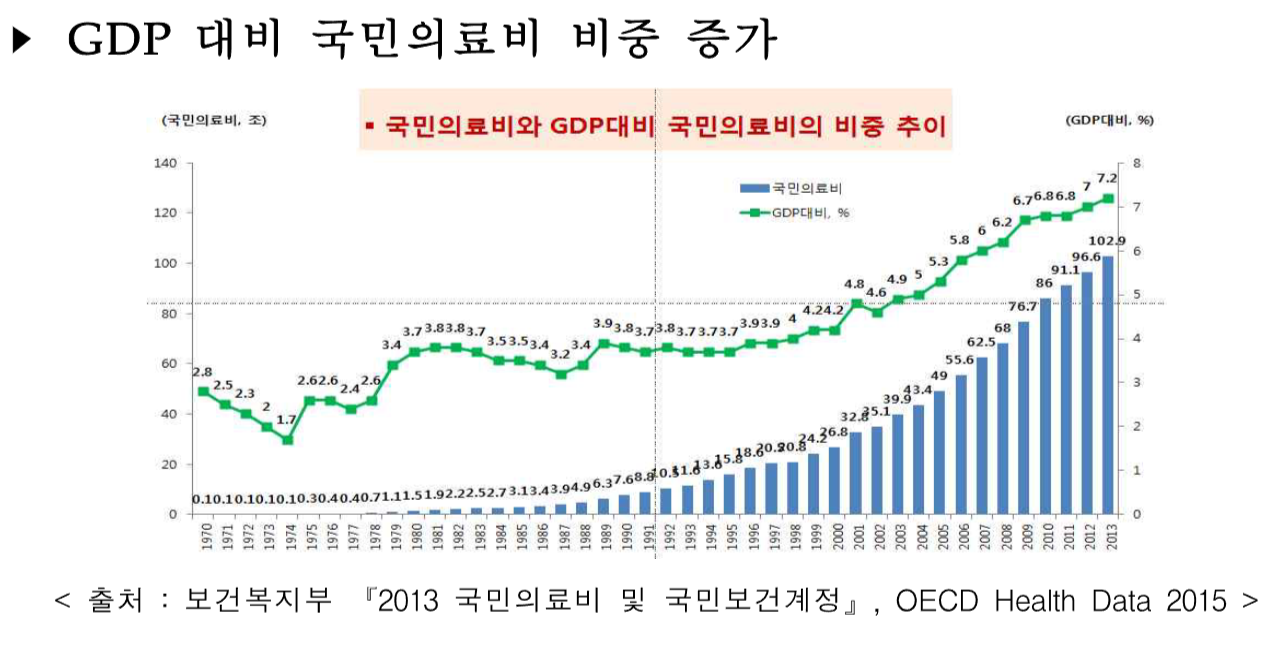 ▶ GDP 대비 국민의료비 비중 증가
(국민의료비, 조)
▪ 국민의료비와 GDP대비 국민의료비의 비중 추이
(GDP대비, %)
140
120
100
80
60
40
20
0
8
7
6
5
4
3
2
1
0
국민의료비
GDP대비, %
2.8 2.5 2.3 2 1.7 2.6 2.6 2.4 2.6 3.4 3.7 3.8 3.8 3.7 3.5 3.5 3.4 3.2 3.4 3.9 3.8 3.7 3.8 3.7 3.7 3.7 3.9 3.9 4 4.2 4.2 4.8 4.6 4.9 5 5.3 5.8 6 6.2 6.7 6.8 6.8 7 7.2
0.1 0.1 0.1 0.1 0.1 0.3 0.4 0.4 0.7 1.1 1.5 1.9 2.2 2.5 2.7 3.1 3.4 3.9 4.9 6.3 7.6 8.8 10.5 11.6 13.6 15.8 18.6 20.5 20.8 24.2 26.8 32.8 35.1 39.9 43.4 49 55.6 62.5 68 76.7 86 91.1 96.6 102.9
1970 1971 1972 1973 1974 1975 1976 1977 1978 1979 1980 1981 1982 1983 1984 1985 1986 1987 1988 1989 1990 1991 1992 1993 1994 1995 1996 1997 1998 1999 2000 2001 2002 2003 2004 2005 2006 2007 2008 2009 2010 2011 2012 2013
< 출처 : 보건복지부 『2013 국민의료비 및 국민보건계정』, OECD Health Data 2015 >